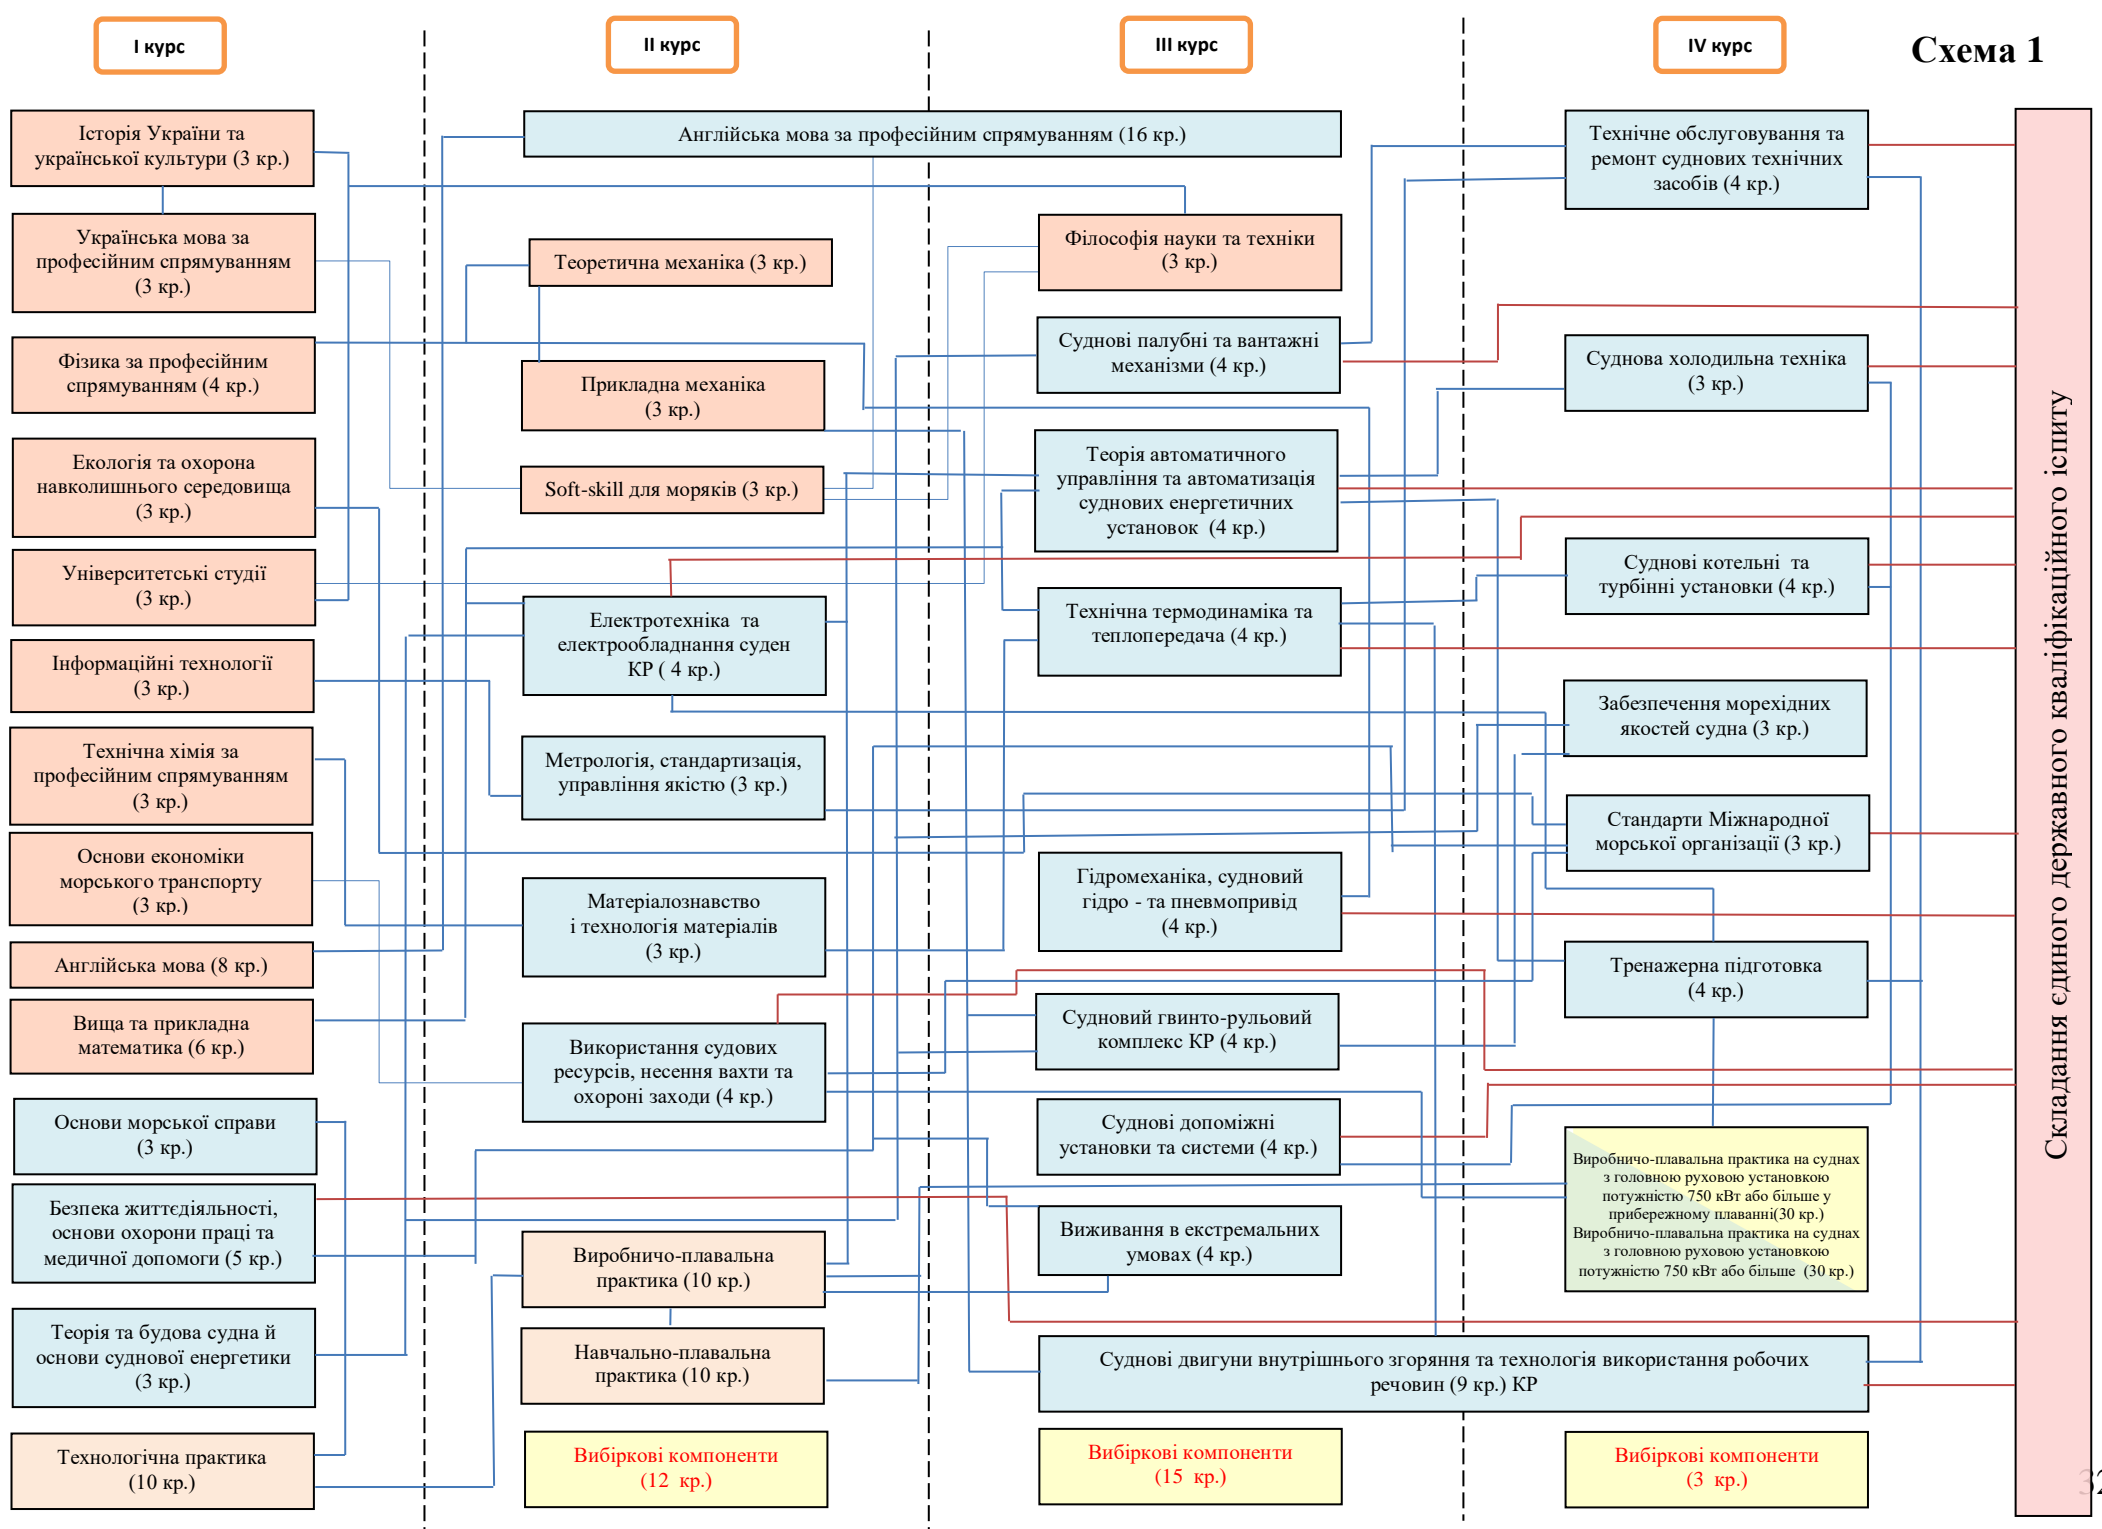 І курс
ІІ курс
ІІІ курс
IV курс
Схема 1
Історія України та
української культури (3 кр.)
Українська мова за
професійним спрямуванням
(3 кр.)
Фізика за професійним
спрямуванням (4 кр.)
Екологія та охорона
навколишнього середовища
(3 кр.)
Університетські студії
(3 кр.)
Інформаційні технології
(3 кр.)
Технічна хімія за
професійним спрямуванням
(3 кр.)
Основи економіки
морського транспорту
(3 кр.)
Англійська мова (8 кр.)
Вища та прикладна
математика (6 кр.)
Основи морської справи
(3 кр.)
Безпека життєдіяльності,
основи охорони праці та
медичної допомоги (5 кр.)
Теорія та будова судна й
основи суднової енергетики
(3 кр.)
Технологічна практика
(10 кр.)
Англійська мова за професійним спрямуванням (16 кр.)
Теоретична механіка (3 кр.)
Прикладна механіка
(3 кр.)
Soft-skill для моряків (3 кр.)
Електротехніка та
електрообладнання суден
КР ( 4 кр.)
Метрологія, стандартизація,
управління якістю (3 кр.)
Матеріалознавство
і технологія матеріалів
(3 кр.)
Використання судових
ресурсів, несення вахти та
охороні заходи (4 кр.)
Виробничо-плавальна
практика (10 кр.)
Навчально-плавальна
практика (10 кр.)
Вибіркові компоненти
(12 кр.)
Філософія науки та техніки
(3 кр.)
Суднові палубні та вантажні
механізми (4 кр.)
Теорія автоматичного
управління та автоматизація
суднових енергетичних
установок (4 кр.)
Технічна термодинаміка та
теплопередача (4 кр.)
Гідромеханіка, судновий
гідро - та пневмопривід
(4 кр.)
Судновий гвинто-рульовий
комплекс КР (4 кр.)
Суднові допоміжні
установки та системи (4 кр.)
Виживання в екстремальних
умовах (4 кр.)
Суднові двигуни внутрішнього згоряння та технологія використання робочих
речовин (9 кр.) КР
Вибіркові компоненти
(15 кр.)
Технічне обслуговування та
ремонт суднових технічних
засобів (4 кр.)
Суднова холодильна техніка
(3 кр.)
Суднові котельні та
турбінні установки (4 кр.)
Забезпечення морехідних
якостей судна (3 кр.)
Стандарти Міжнародної
морської організації (3 кр.)
Тренажерна підготовка
(4 кр.)
Виробничо-плавальна практика на суднах
з головною руховою установкою
потужністю 750 кВт або більше у
прибережному плаванні(30 кр.)
Виробничо-плавальна практика на суднах
з головною руховою установкою
потужністю 750 кВт або більше (30 кр.)
Вибіркові компоненти
(3 кр.)
Складання єдиного державного кваліфікаційного іспиту
32